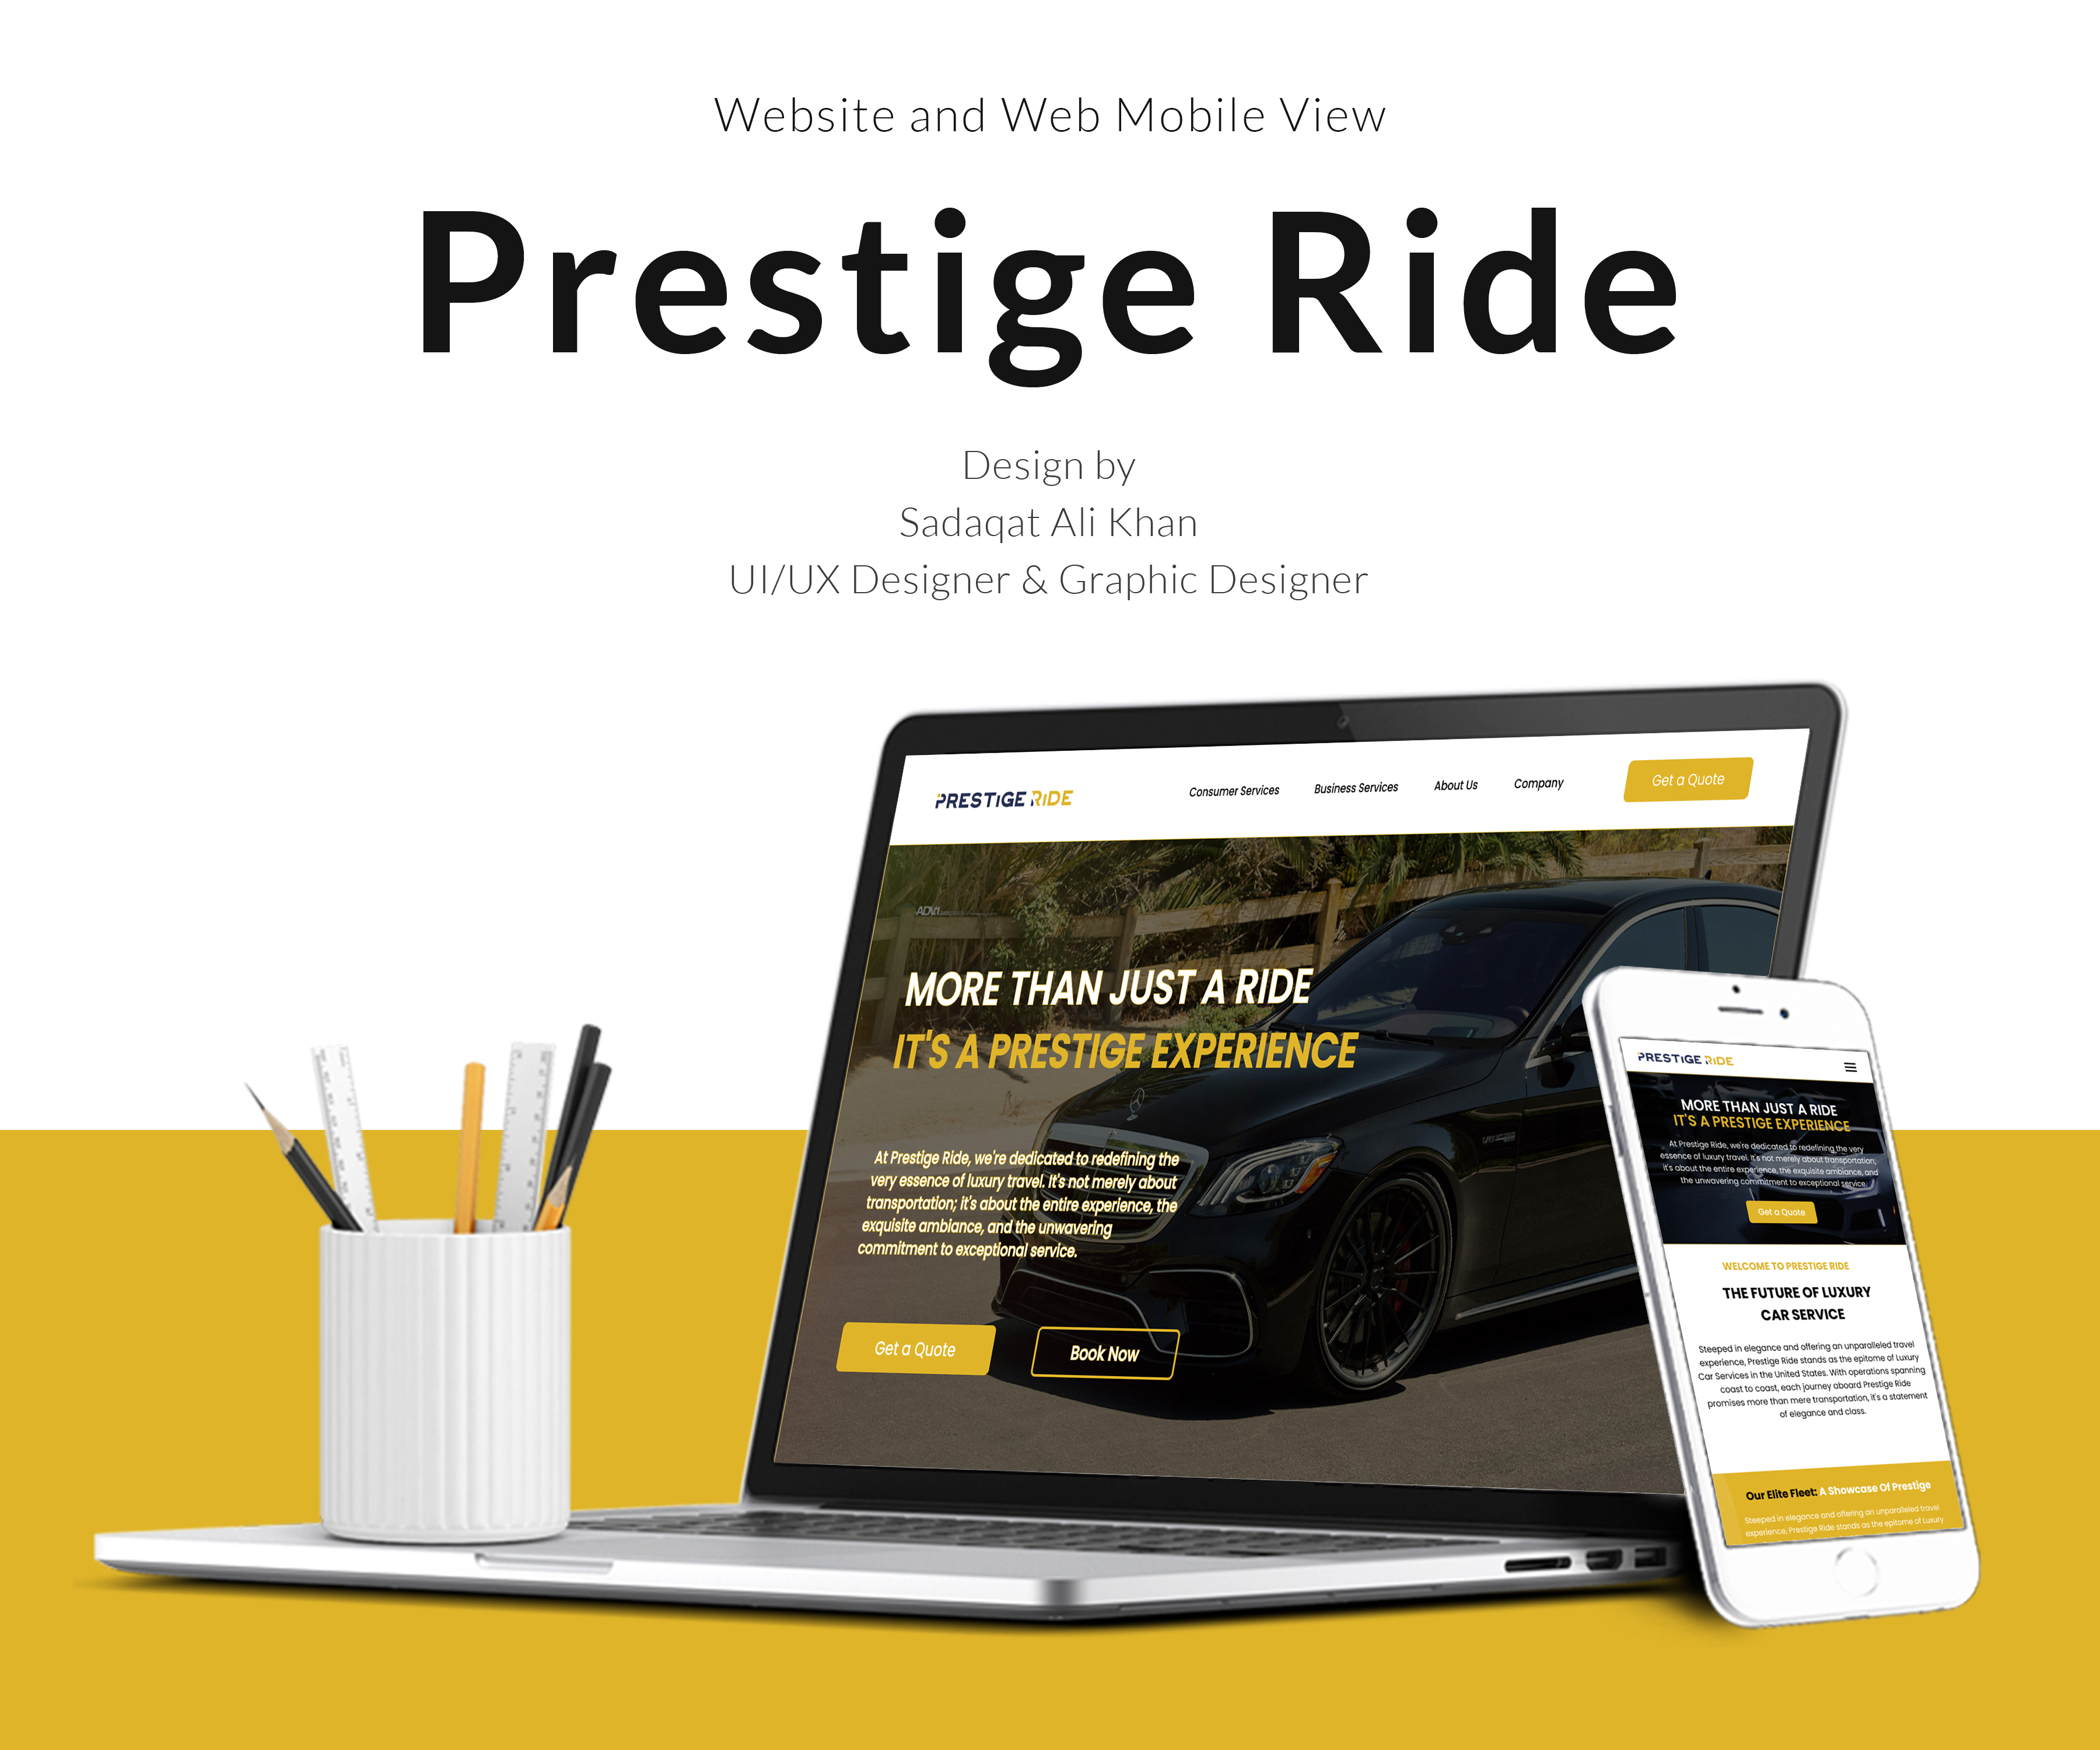 Website and Web Mobile View
Prestige Ride
Design by
Sadaqat Ali Khan
UI/UX Designer & Graphic Designer
PRESTIGE RIDE
Consumer Services
Business Services
About Us
Company
Get a Quote
MORE THAN JUST A RIDE
IT'S A PRESTIGE EXPERIENCE
At Prestige Ride, we're dedicated to redefining the
very essence of luxury travel. It's not merely about
transportation; it's about the entire experience, the
exquisite ambiance, and the unwavering
commitment to exceptional service.
Get a Quote
Book Now
PRESTIGE RIDE
MORE THAN JUST A RIDE
IT'S A PRESTIGE EXPERIENCE
At Prestige Ride, we're dedicated to redefining the very
essence of luxury travel. It's not merely about transportation;
it's about the entire experience, the exquisite ambiance, and
the unwavering commitment to exceptional service.
Get a Quote
WELCOME TO PRESTIGE RIDE
THE FUTURE OF LUXURY
CAR SERVICE
Steeped in elegance and offering an unparalleled travel
experience, Prestige Ride stands as the epitome of Luxury
Car Services in the United States. With operations spanning
coast to coast, each journey aboard Prestige Ride
promises more than mere transportation, it's a statement
of elegance and class.
Our Elite Fleet: A Showcase Of Prestige
Steeped in elegance and offering an unparalleled travel
experience, Prestige Ride stands as the epitome of Luxury